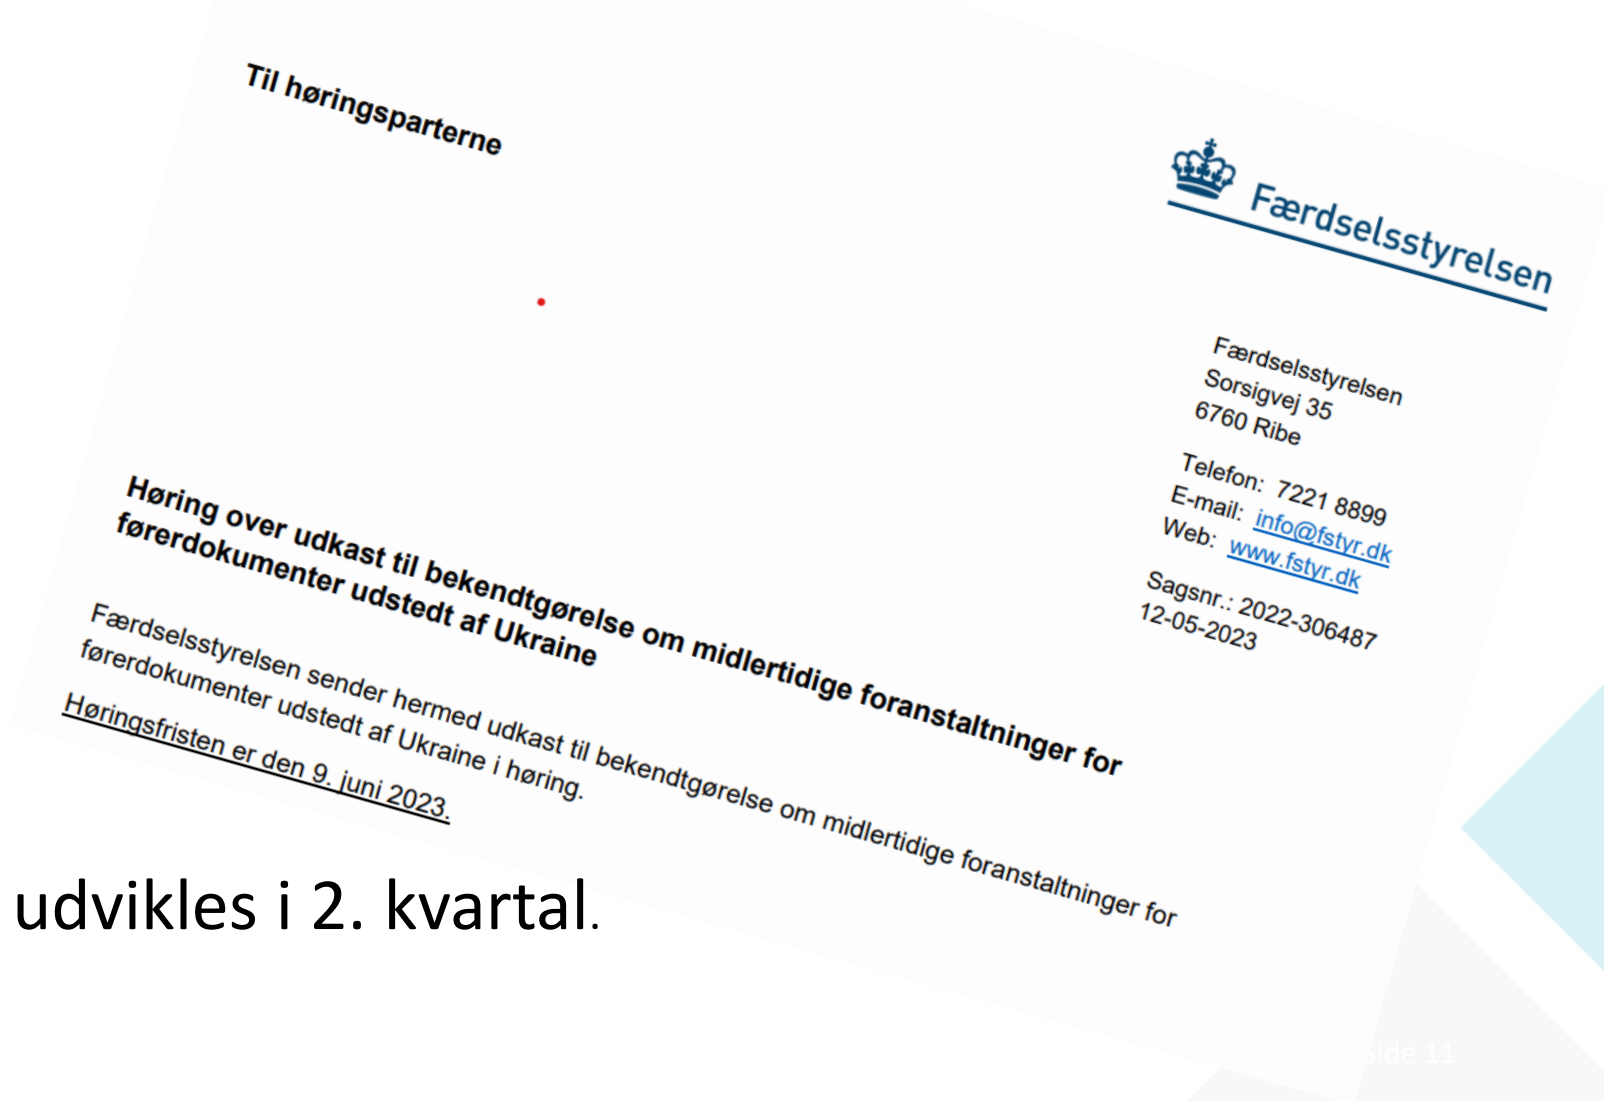 Til høringsparterne
Færdselsstyrelsen
Færdselsstyrelsen
Sorsigvej 35
6760 Ribe
Telefon: 7221 8899
E-mail: info@fstyr.dk
Web: www.fstyr.dk
Sagsnr.: 2022-306487
12-05-2023
Høring over udkast til bekendtgørelse om midlertidige foranstaltninger for
førerdokumenter udstedt af Ukraine
Færdselsstyrelsen sender hermed udkast til bekendtgørelse om midlertidige foranstaltninger for
førerdokumenter udstedt af Ukraine i høring.
Høringsfristen er den 9. juni 2023.
udvikles i 2. kvartal.
Side 11